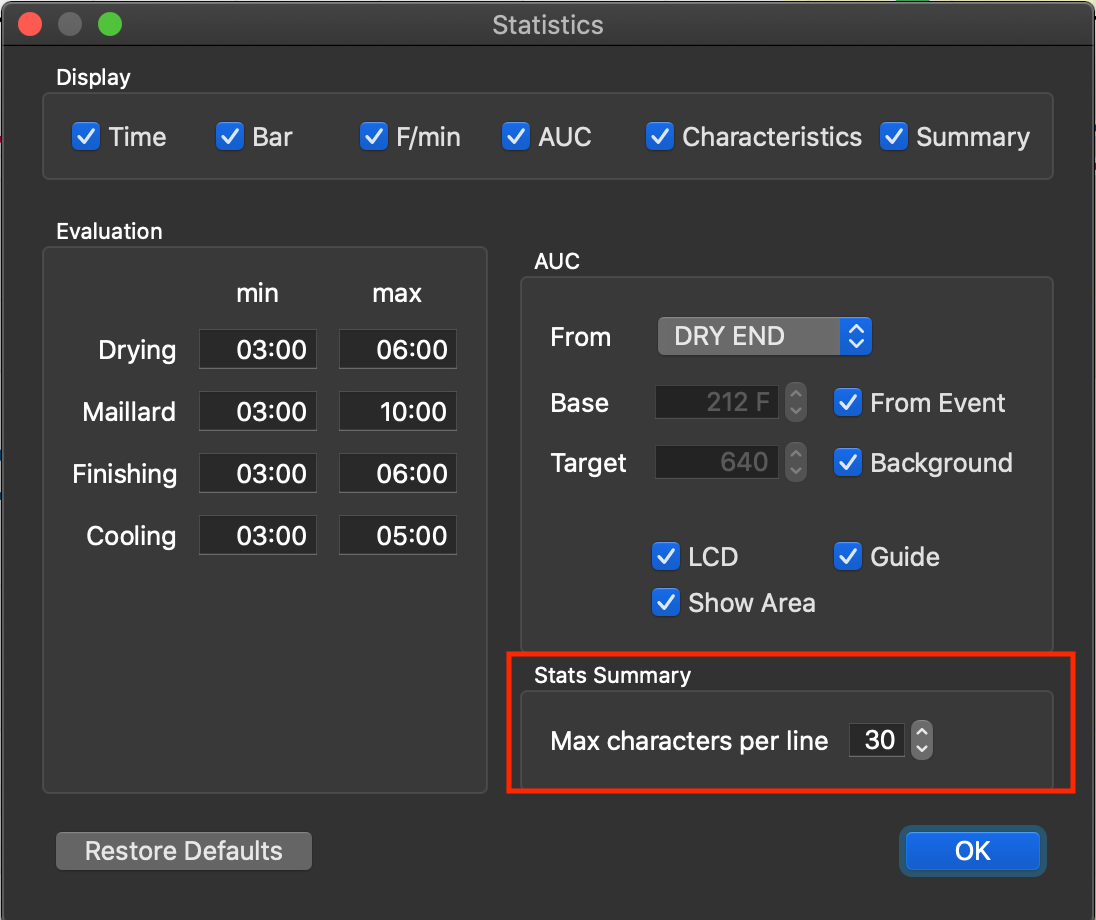 Statistics
Display
Time Bar F/min AUC Characteristics Summary
Evaluation
min max
Drying 03:00 06:00
Maillard 03:00 10:00
Finishing 03:00 06:00
Cooling 03:00 05:00
AUC
From DRY END
Base 212 F From Event
Target 640 Background
LCD Guide
Show Area
Stats Summary
Max characters per line 30
Restore Defaults OK